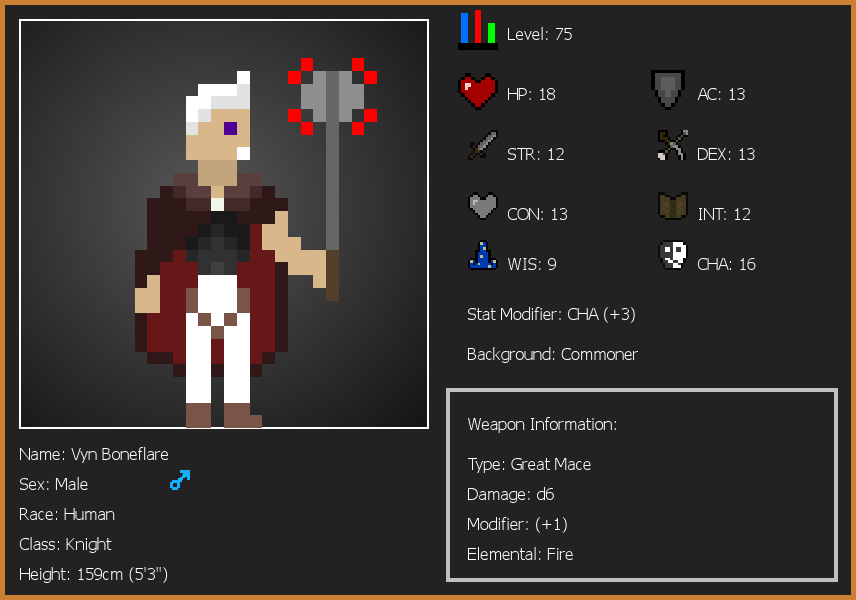 Level: 75
HP: 18
AC: 13
STR: 12
DEX: 13
CON: 13
INT: 12
WIS: 9
CHA: 16
Stat Modifier: CHA (+3)
Background: Commoner
Weapon Information:
Type: Great Mace
Damage: d6
Modifier: (+1)
Elemental: Fire
Name: Vyn Boneflare
Sex: Male
Race: Human
Class: Knight
Height: 159cm (5'3")